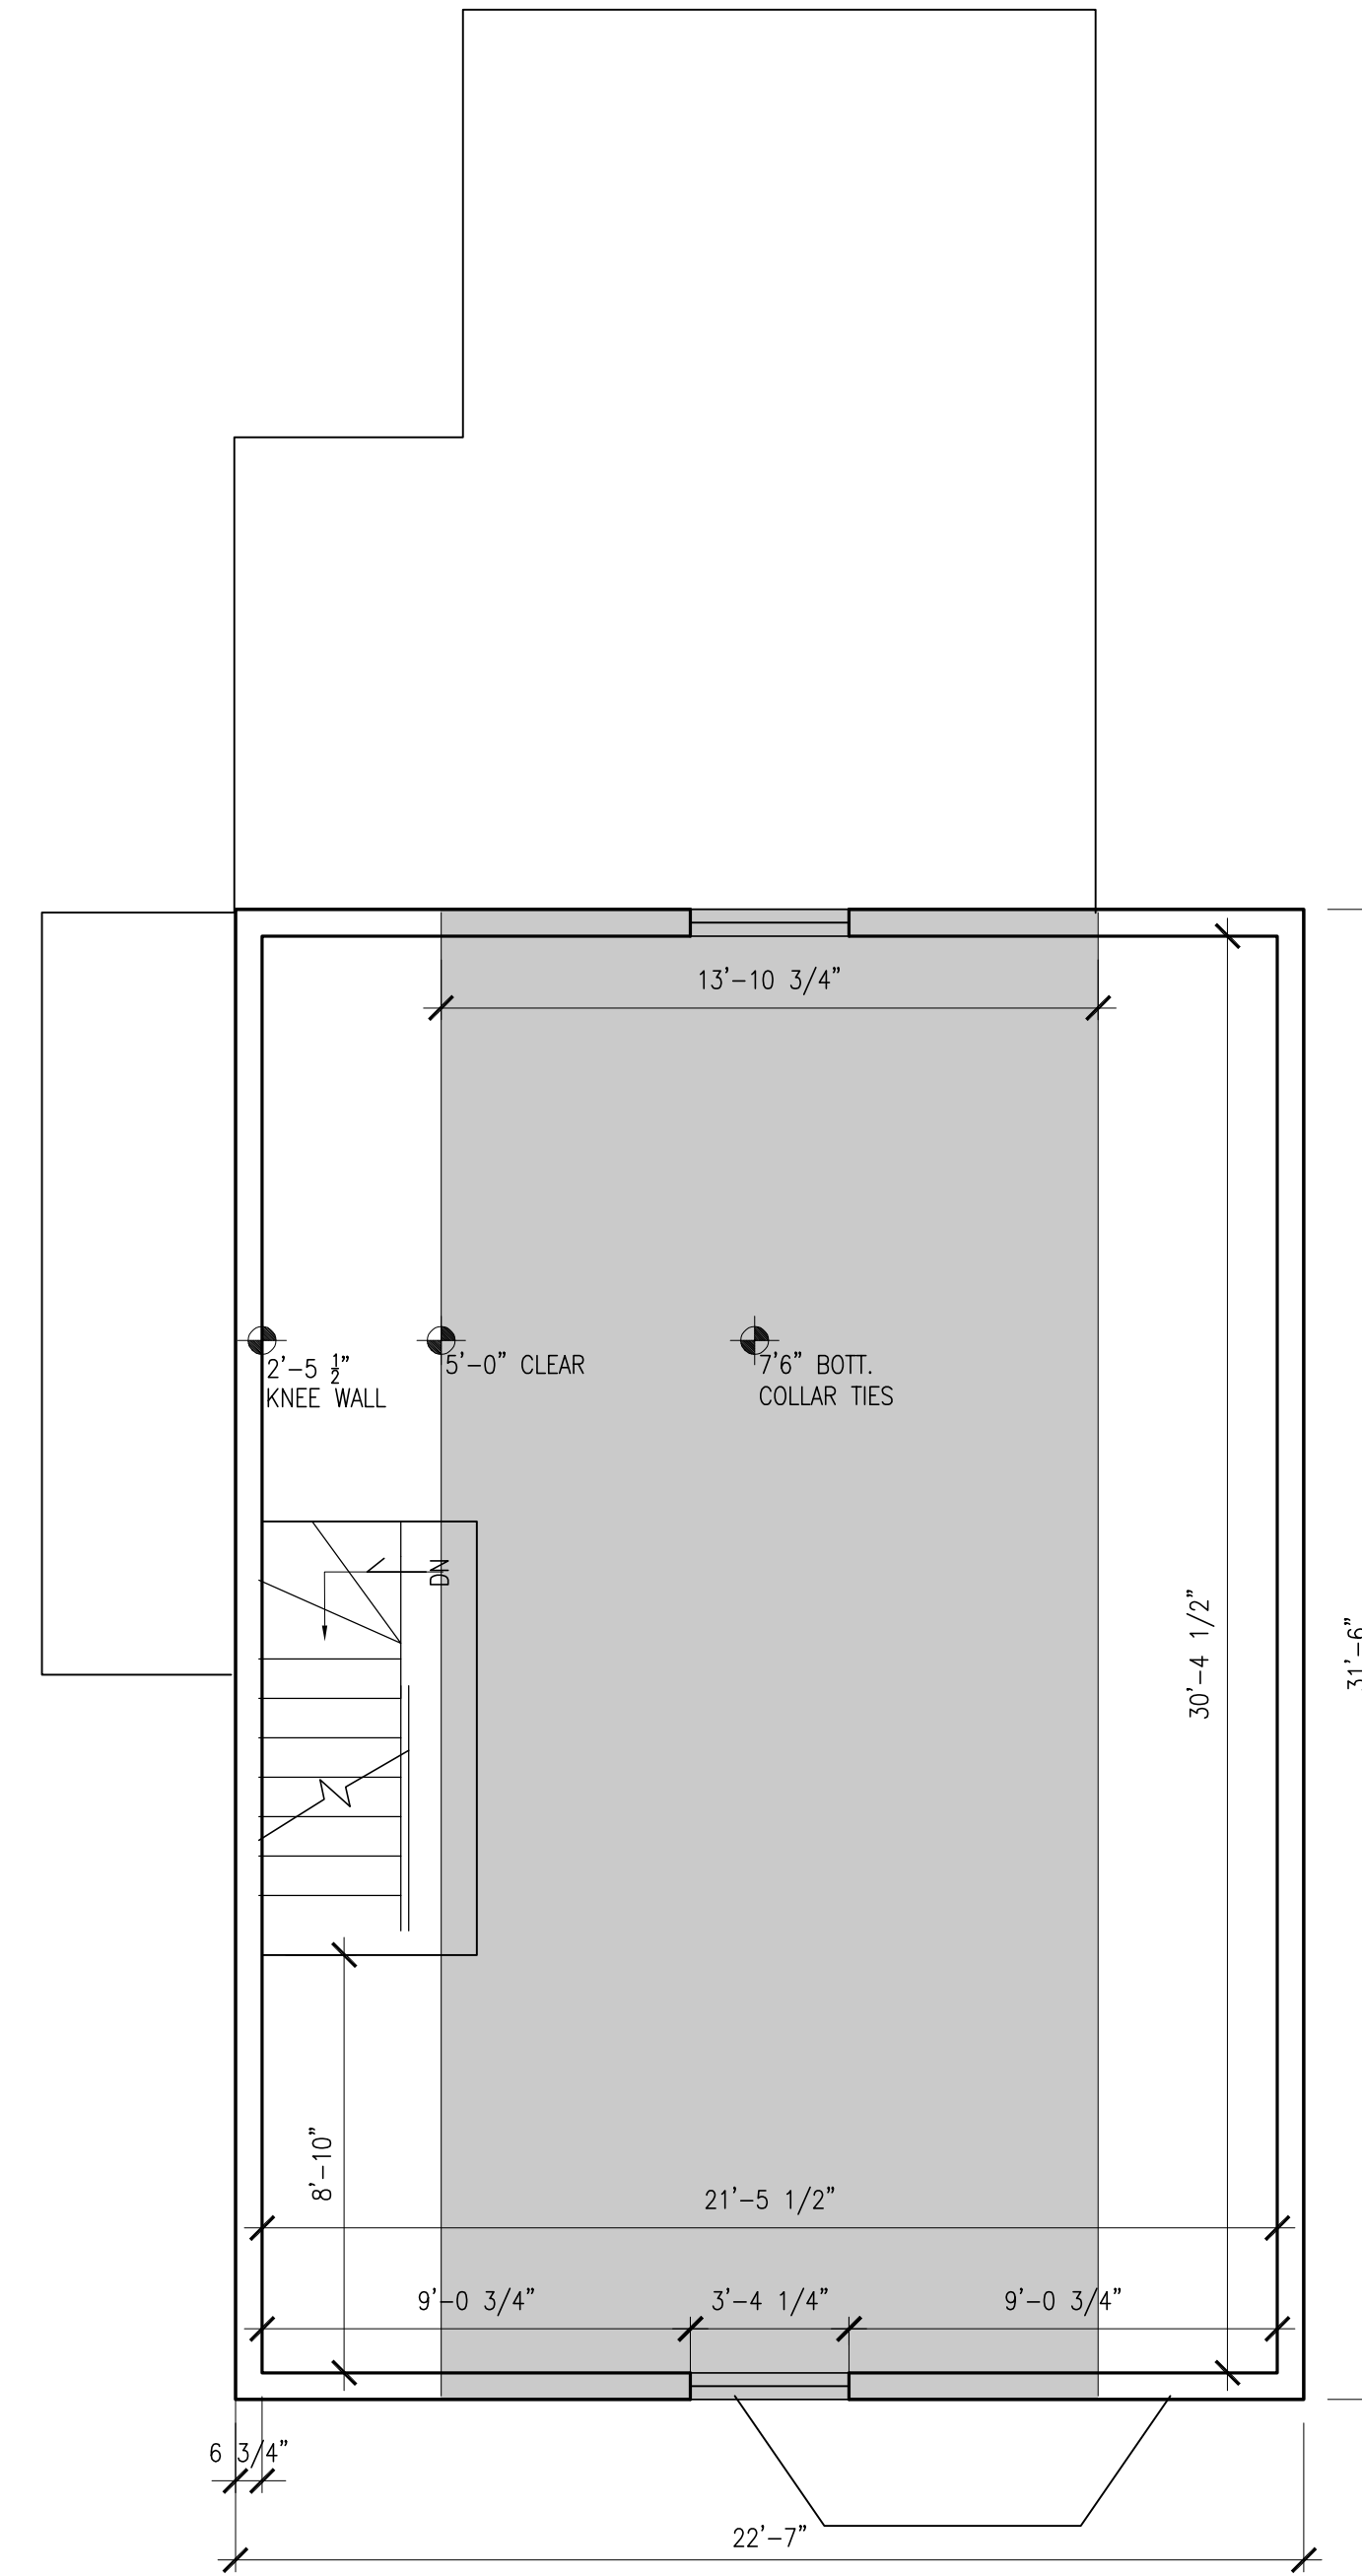 13'-10 3/4"
2'-5 1/2"
KNEE WALL
5'-0" CLEAR
7'6" BOTT.
COLLAR TIES
DN
30'-4 1/2"
31'-6"
8'-10"
21'-5 1/2"
9'-0 3/4"
3'-4 1/4"
9'-0 3/4"
6 3/4"
22'-7"